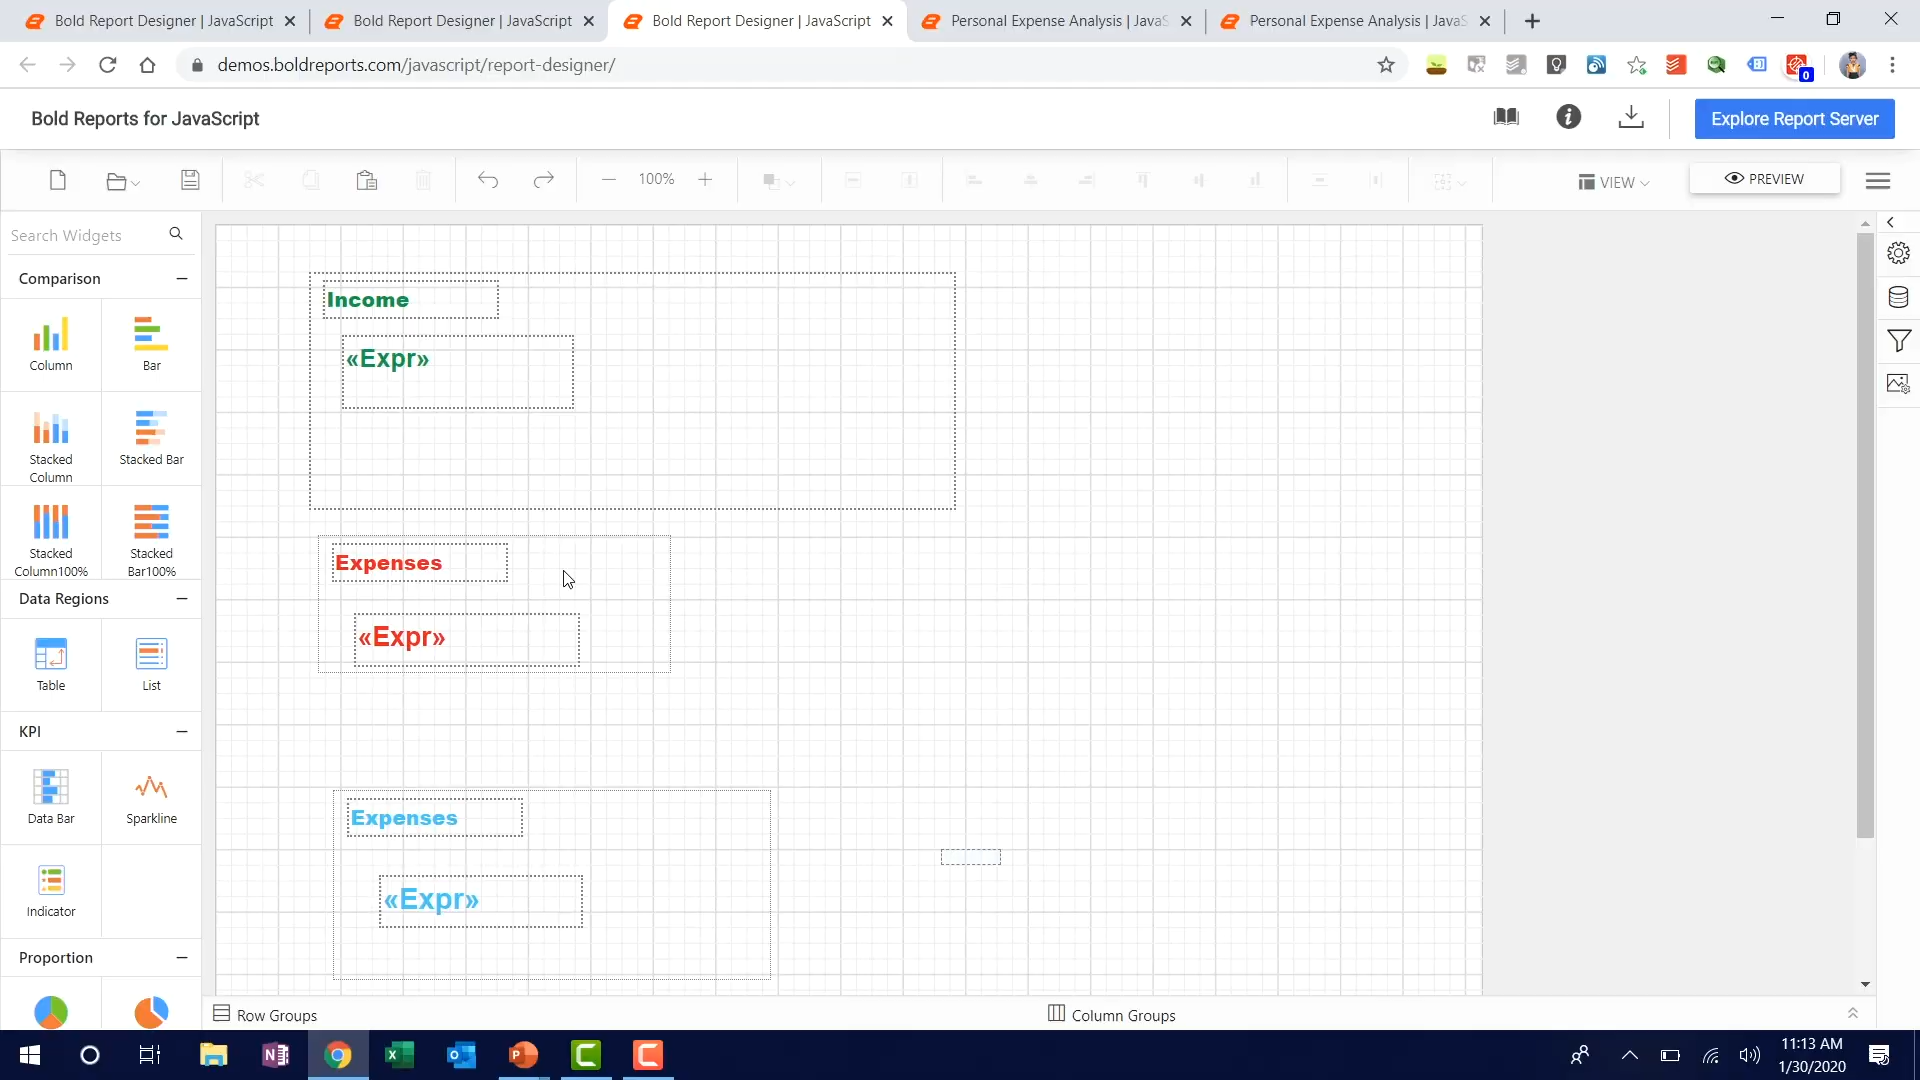 Bold Report Designer | JavaScript
Bold Report Designer | JavaScript
Bold Report Designer | JavaScript
Personal Expense Analysis | JavaS
Personal Expense Analysis | JavaS
demos.boldreports.com/javascript/report-designer/
0
Bold Reports for JavaScript
Explore Report Server
100%
VIEW
PREVIEW
Search Widgets
Comparison
Column
Bar
Stacked Column
Stacked Bar
Stacked Column100%
Stacked Bar100%
Data Regions
Table
List
KPI
Data Bar
Sparkline
Indicator
Proportion
Income
«Expr»
Expenses
«Expr»
Expenses
«Expr»
Row Groups
Column Groups
11:13 AM
1/30/2020